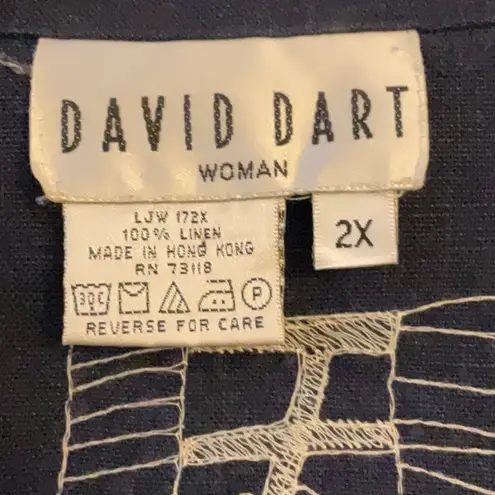 DAVID DART
WOMAN
LJW 172X
100% LINEN
MADE IN HONG KONG
RN 73118
30C P
REVERSE FOR CARE
2X